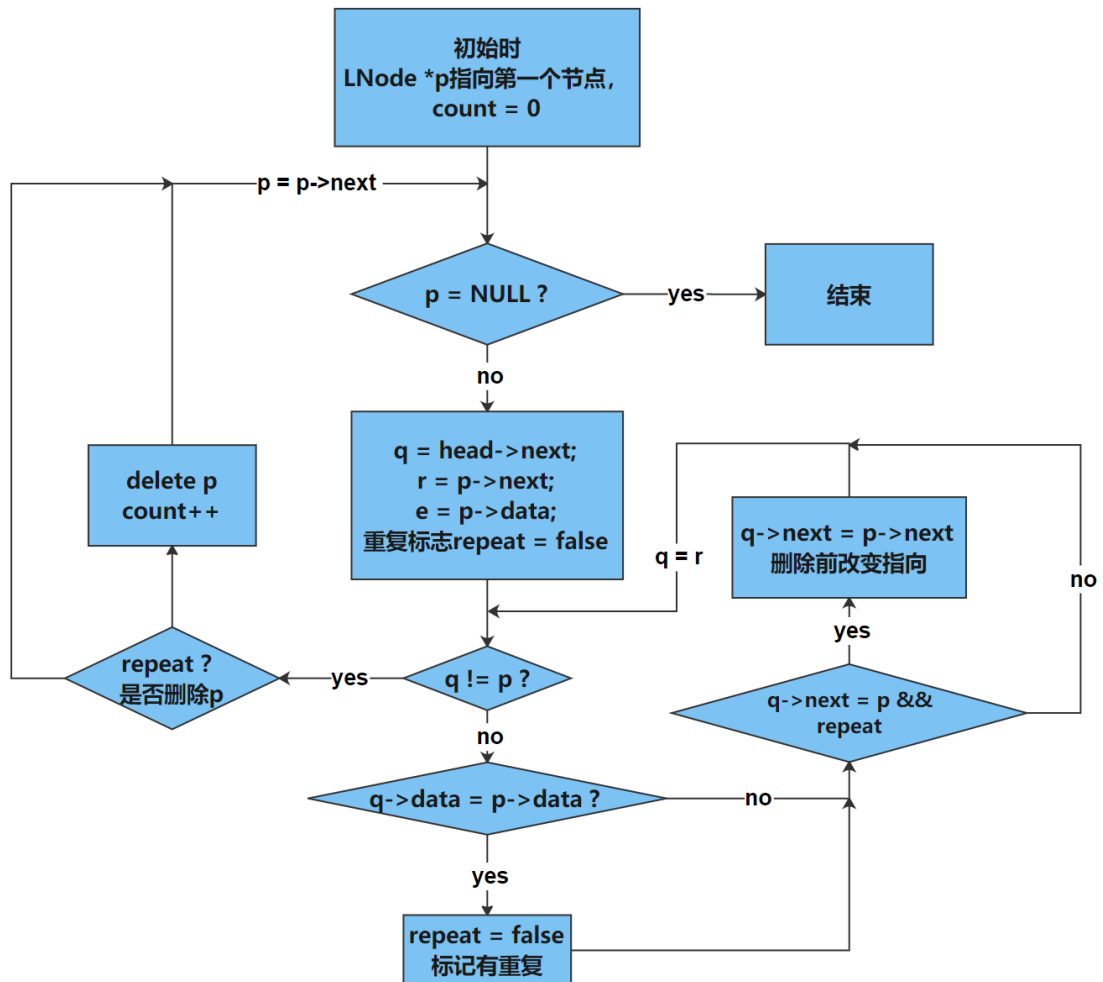 初始时
LNode *p指向第一个节点，
count = 0
p = p->next
p = NULL ?
yes
结束
no
q = head->next;
r = p->next;
e = p->data;
重复标志repeat = false
delete p
count++
q->next = p->next
删除前改变指向
q = r
no
yes
repeat ?
是否删除p
yes
q != p ?
q->next = p &&
repeat
no
q->data = p->data ?
no
yes
repeat = false
标记有重复